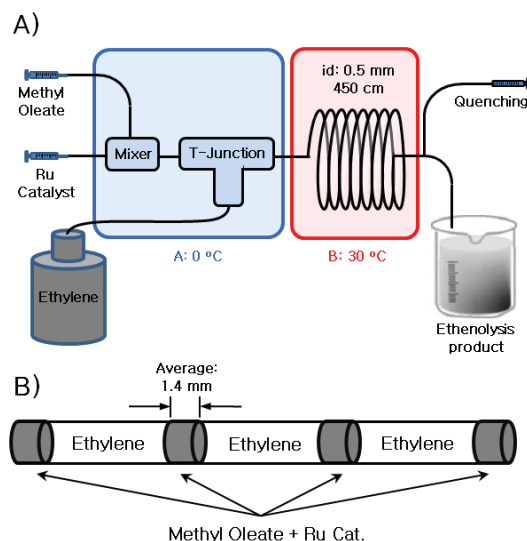 A)
Methyl
Oleate
Ru
Catalyst
Mixer
T-Junction
Ethylene
A: 0 ºC
id: 0.5 mm
450 cm
B: 30 ºC
Quenching
Ethenolysis
product
B)
Average:
1.4 mm
Ethylene
Ethylene
Ethylene
Methyl Oleate + Ru Cat.